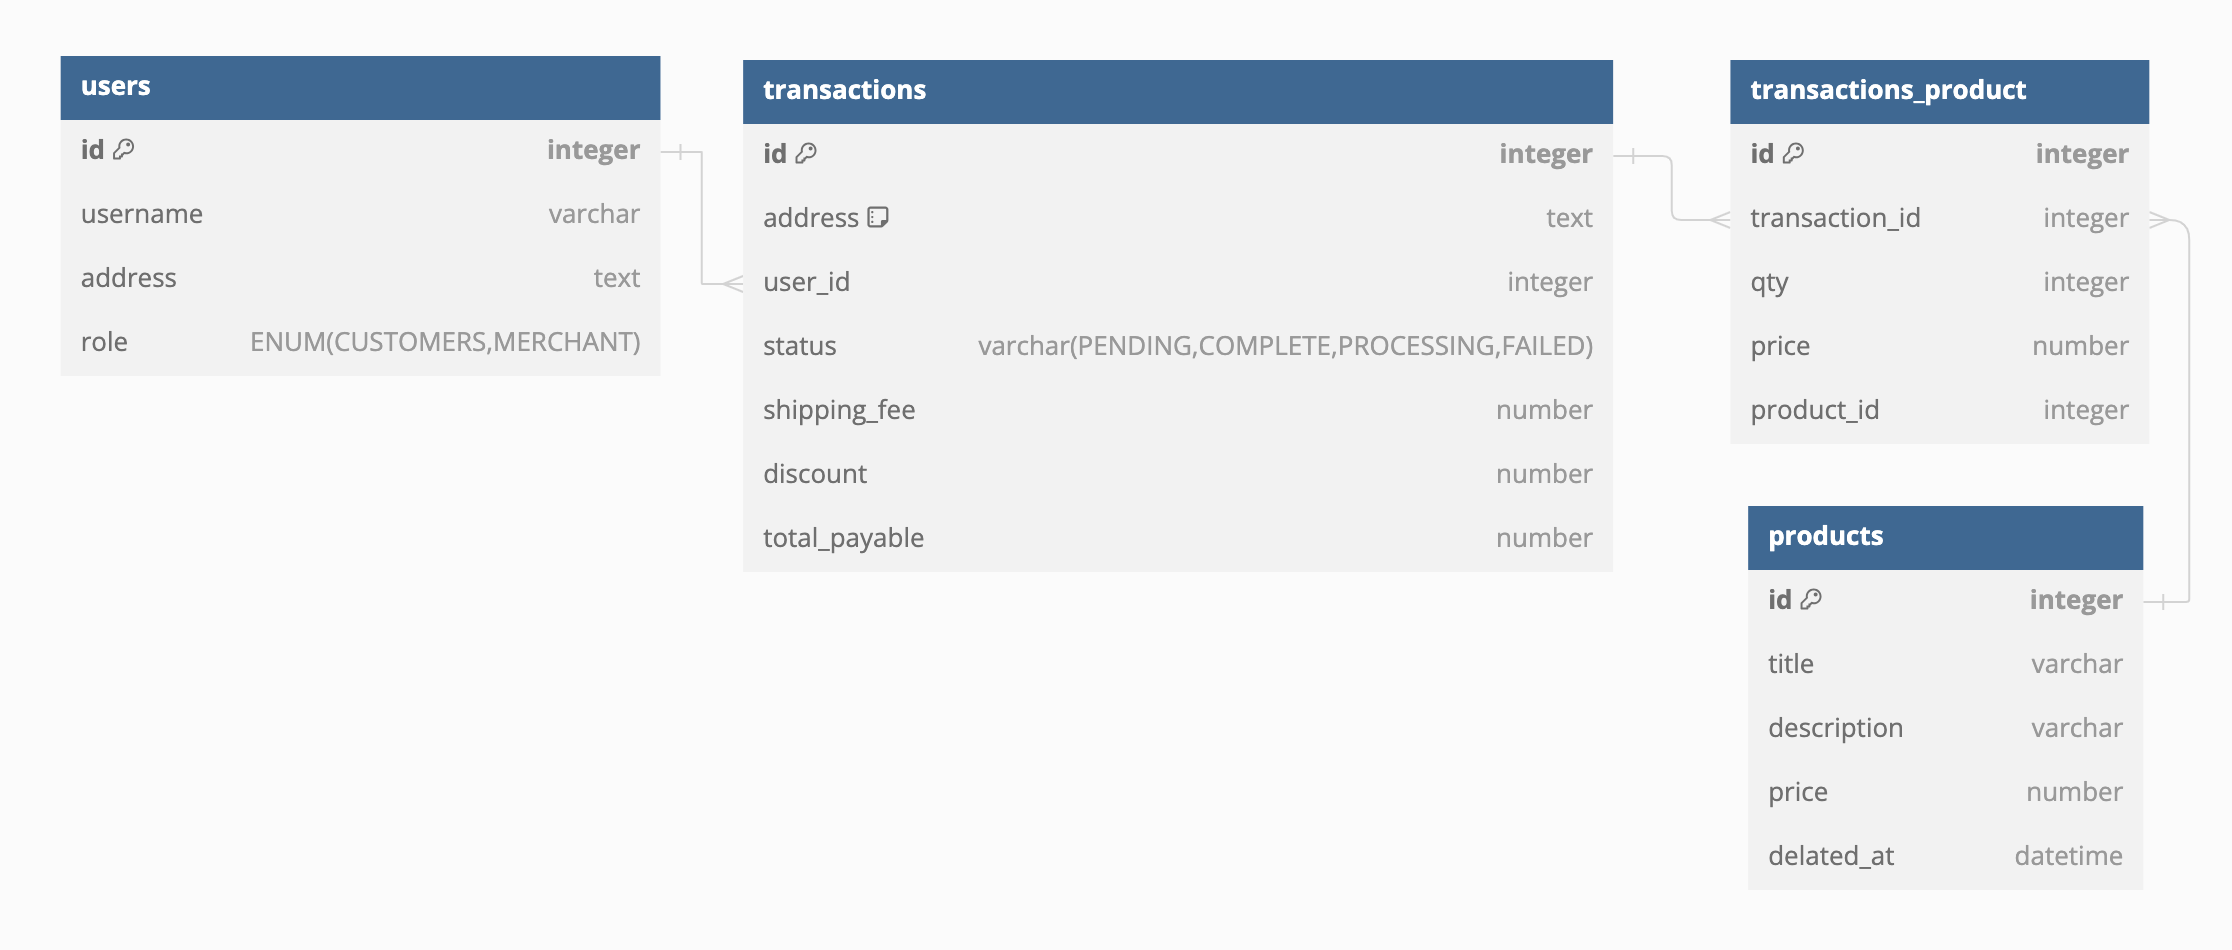 users
id integer
username varchar
address text
role ENUM(CUSTOMERS,MERCHANT)
transactions
id integer
address text
user_id integer
status varchar(PENDING,COMPLETE,PROCESSING,FAILED)
shipping_fee number
discount number
total_payable number
transactions_product
id integer
transaction_id integer
qty integer
price number
product_id integer
products
id integer
title varchar
description varchar
price number
delated_at datetime